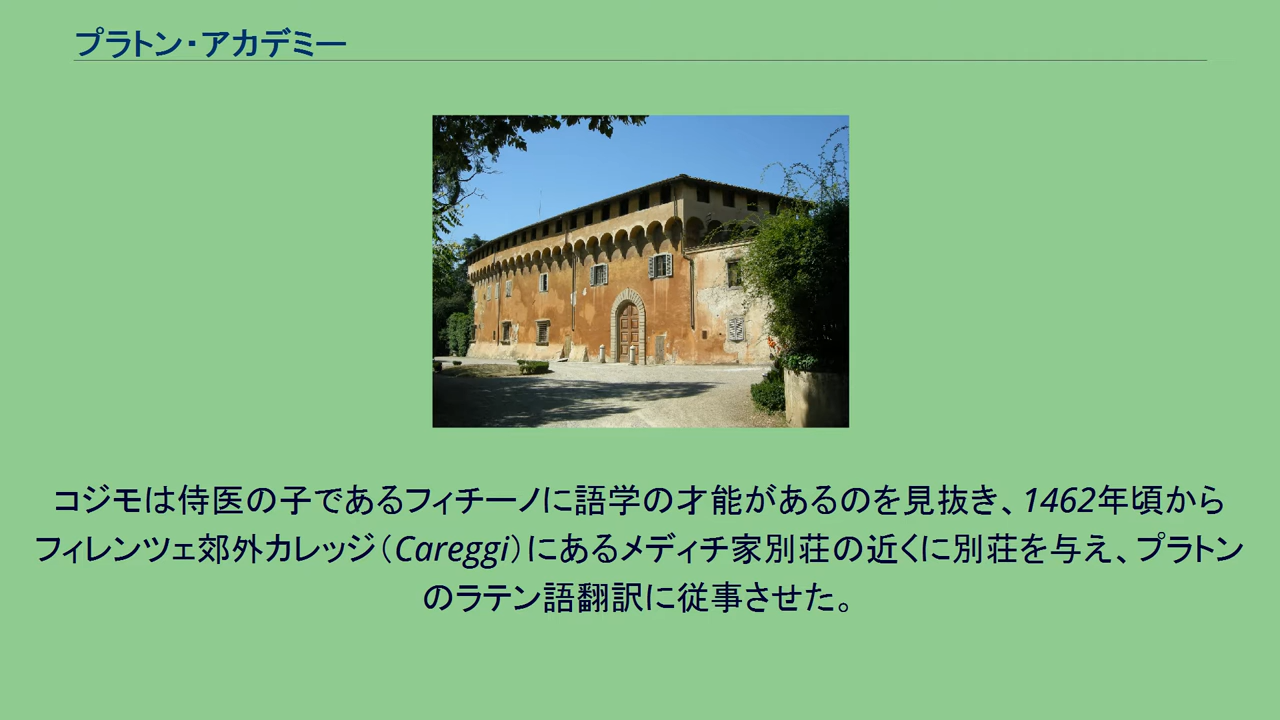 プラトン・アカデミー
コジモは侍医の子であるフィチーノに語学の才能があるのを見抜き、1462年頃から
フィレンツェ郊外カレッジ（Careggi）にあるメディチ家別荘の近くに別荘を与え、プラトン
のラテン語翻訳に従事させた。